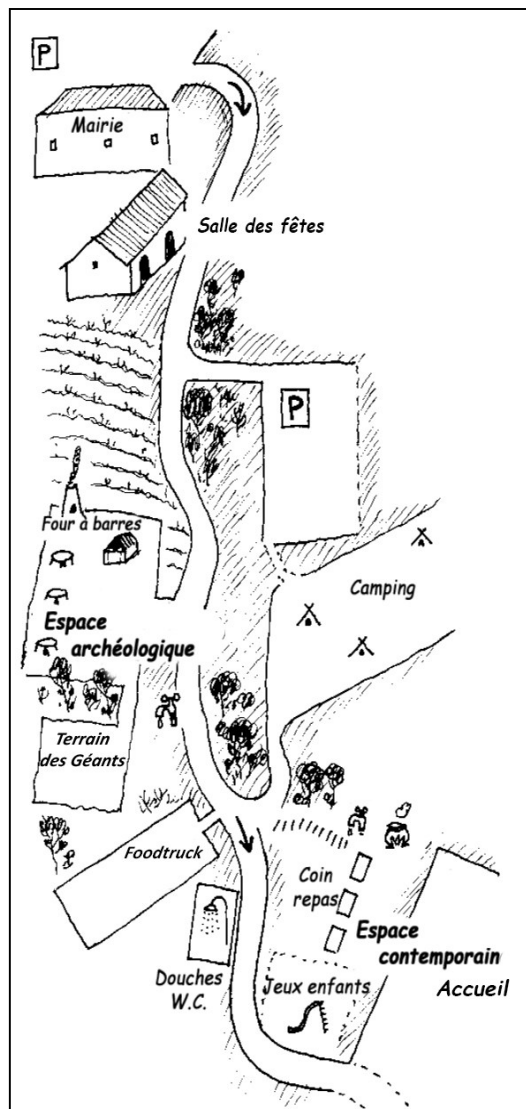 P
Mairie
Salle des fêtes
P
Four à barres
Camping
Espace
archéologique
Terrain
des Géants
Foodtruck
Coin
repas
Espace
contemporain
Douches
W.C.
Jeux enfants
Accueil